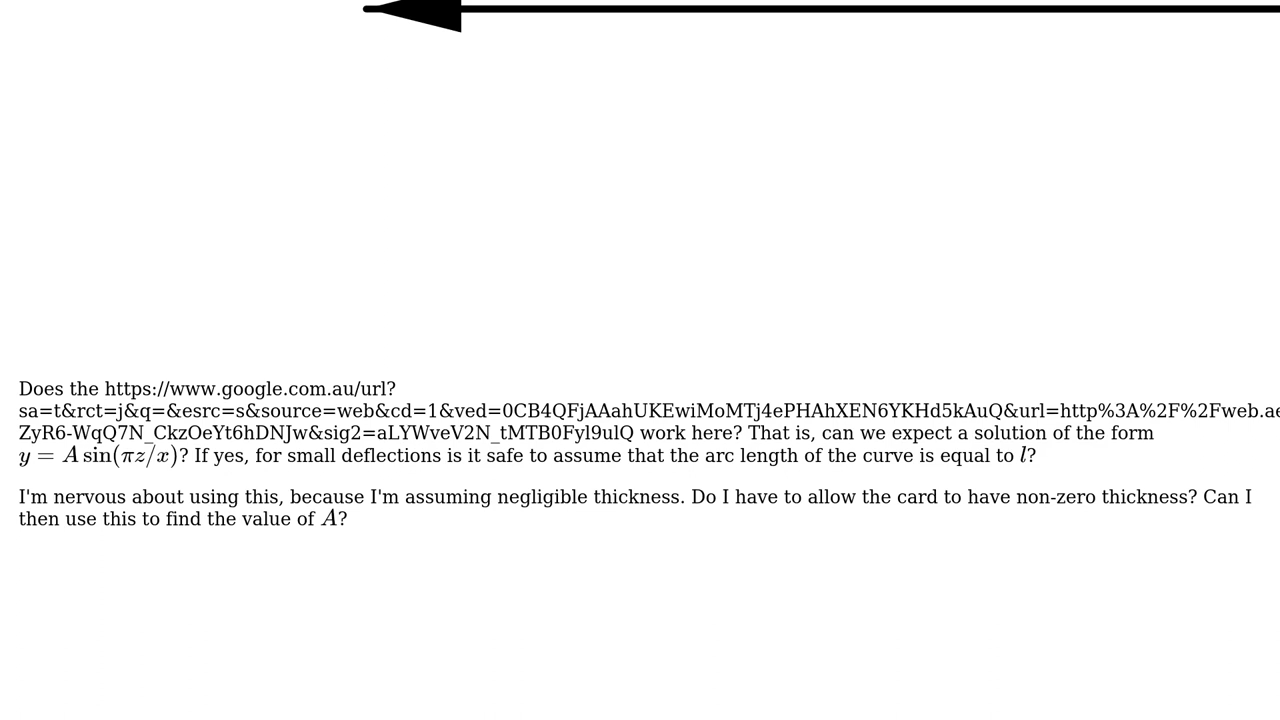 Does the https://www.google.com.au/url?
sa=t&rct=j&q=&esrc=s&source=web&cd=1&ved=0CB4QFjAAahUKEwiMoMTj4ePHAhXEN6YKHd5kAuQ&url=http%3A%2F%2Fweb.ae
ZyR6-WqQ7N_CkzOeYt6hDNJw&sig2=aLYWveV2N_tMTB0Fyl9ulQ work here? That is, can we expect a solution of the form
y = A sin(πz/x)? If yes, for small deflections is it safe to assume that the arc length of the curve is equal to l?
I'm nervous about using this, because I'm assuming negligible thickness. Do I have to allow the card to have non-zero thickness? Can I
then use this to find the value of A?